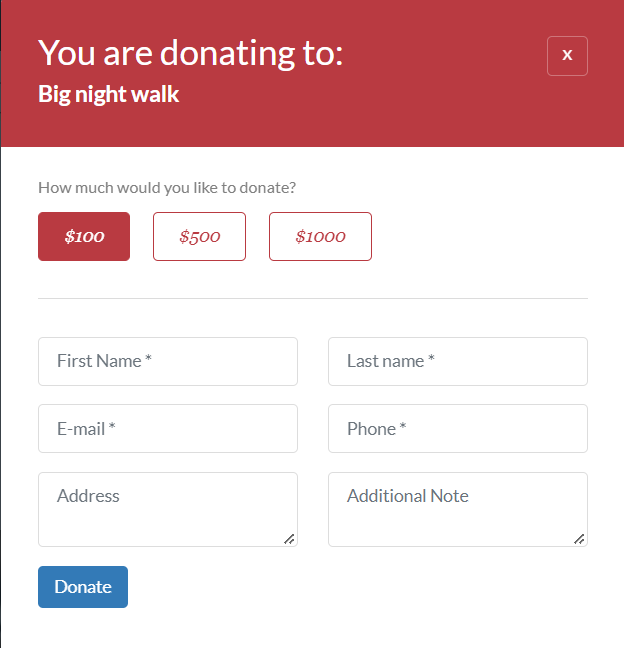 You are donating to:
x
Big night walk
How much would you like to donate?
$100 $500 $1000
First Name * Last name *
E-mail * Phone *
Address Additional Note
Donate